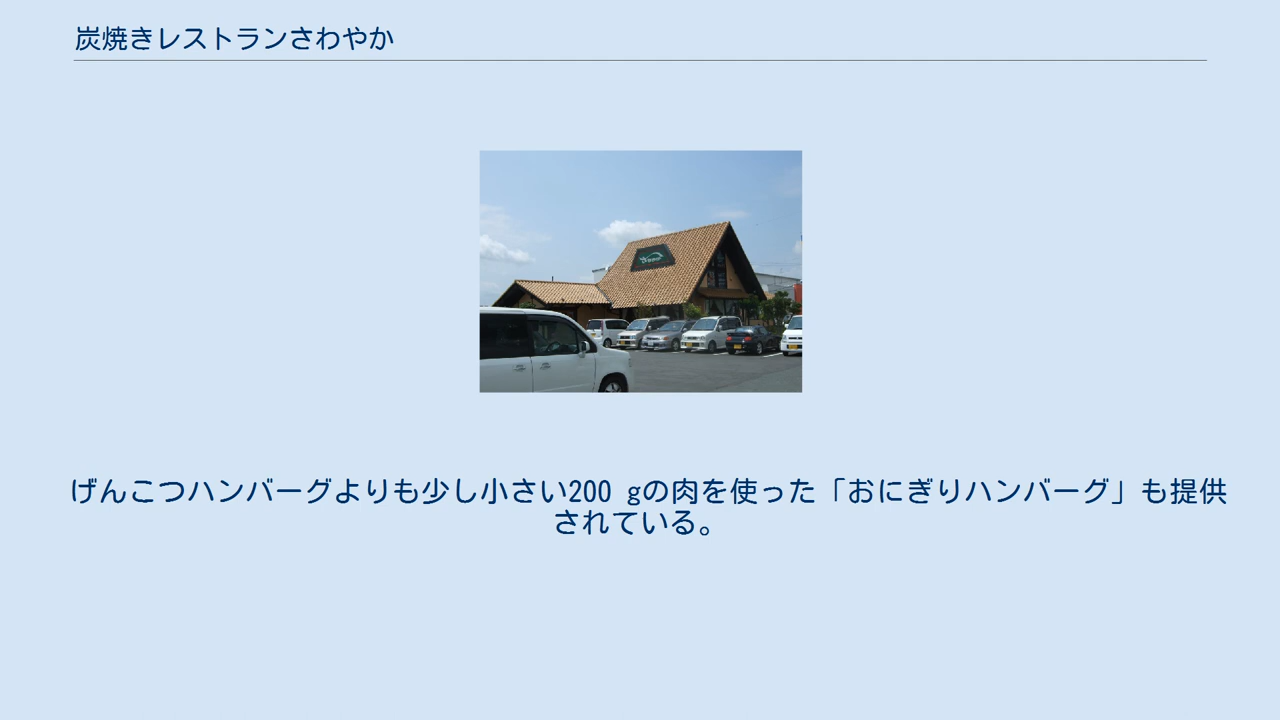 炭焼きレストランさわやか
げんこつハンバーグよりも少し小さい200 gの肉を使った「おにぎりハンバーグ」も提供
されている。